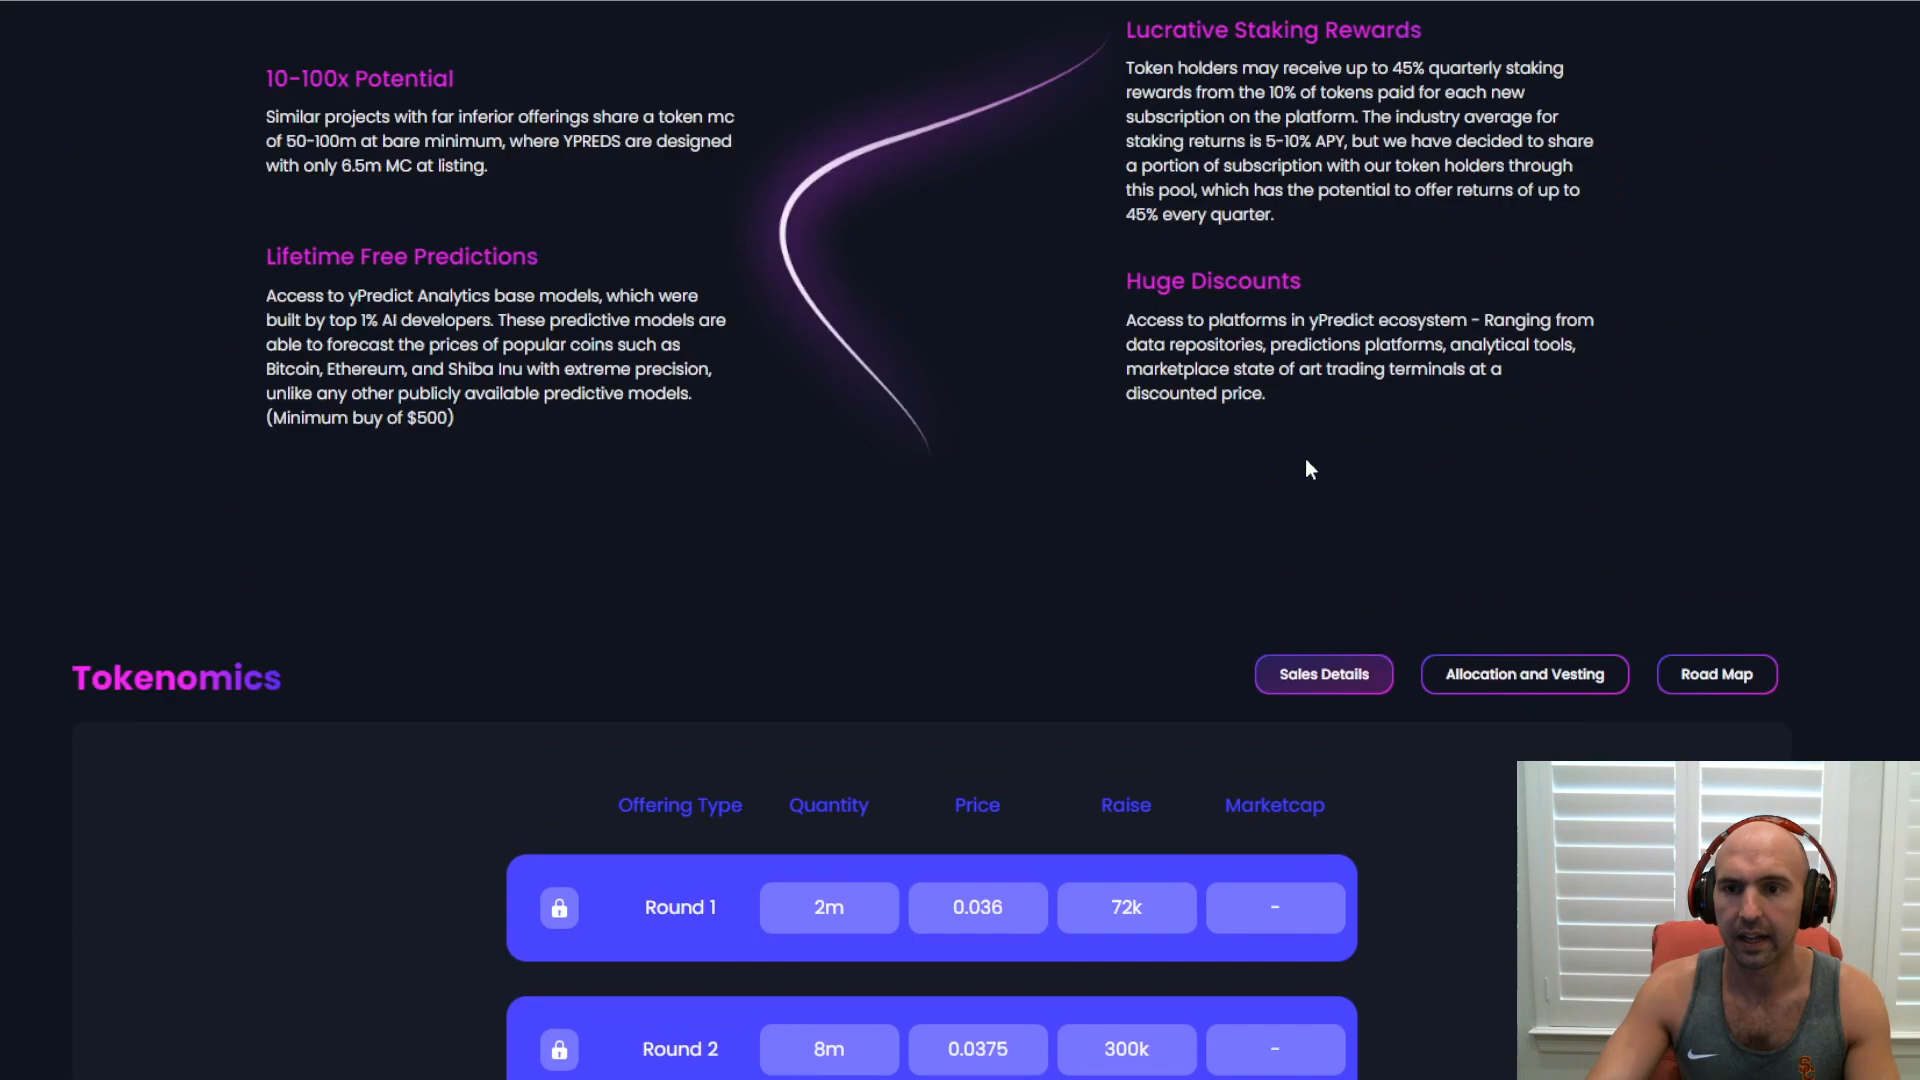 10-100x Potential
Similar projects with far inferior offerings share a token mc
of 50-100m at bare minimum, where YPREDS are designed
with only 6.5m MC at listing.
Lifetime Free Predictions
Access to yPredict Analytics base models, which were
built by top 1% AI developers. These predictive models are
able to forecast the prices of popular coins such as
Bitcoin, Ethereum, and Shiba Inu with extreme precision,
unlike any other publicly available predictive models.
(Minimum buy of $500)
Lucrative Staking Rewards
Token holders may receive up to 45% quarterly staking
rewards from the 10% of tokens paid for each new
subscription on the platform. The industry average for
staking returns is 5-10% APY, but we have decided to share
a portion of subscription with our token holders through
this pool, which has the potential to offer returns of up to
45% every quarter.
Huge Discounts
Access to platforms in yPredict ecosystem - Ranging from
data repositories, predictions platforms, analytical tools,
marketplace state of art trading terminals at a
discounted price.
Tokenomics
Sales Details
Allocation and Vesting
Road Map
Offering Type Quantity Price Raise Marketcap
Round 1 2m 0.036 72k -
Round 2 8m 0.0375 300k -
SC